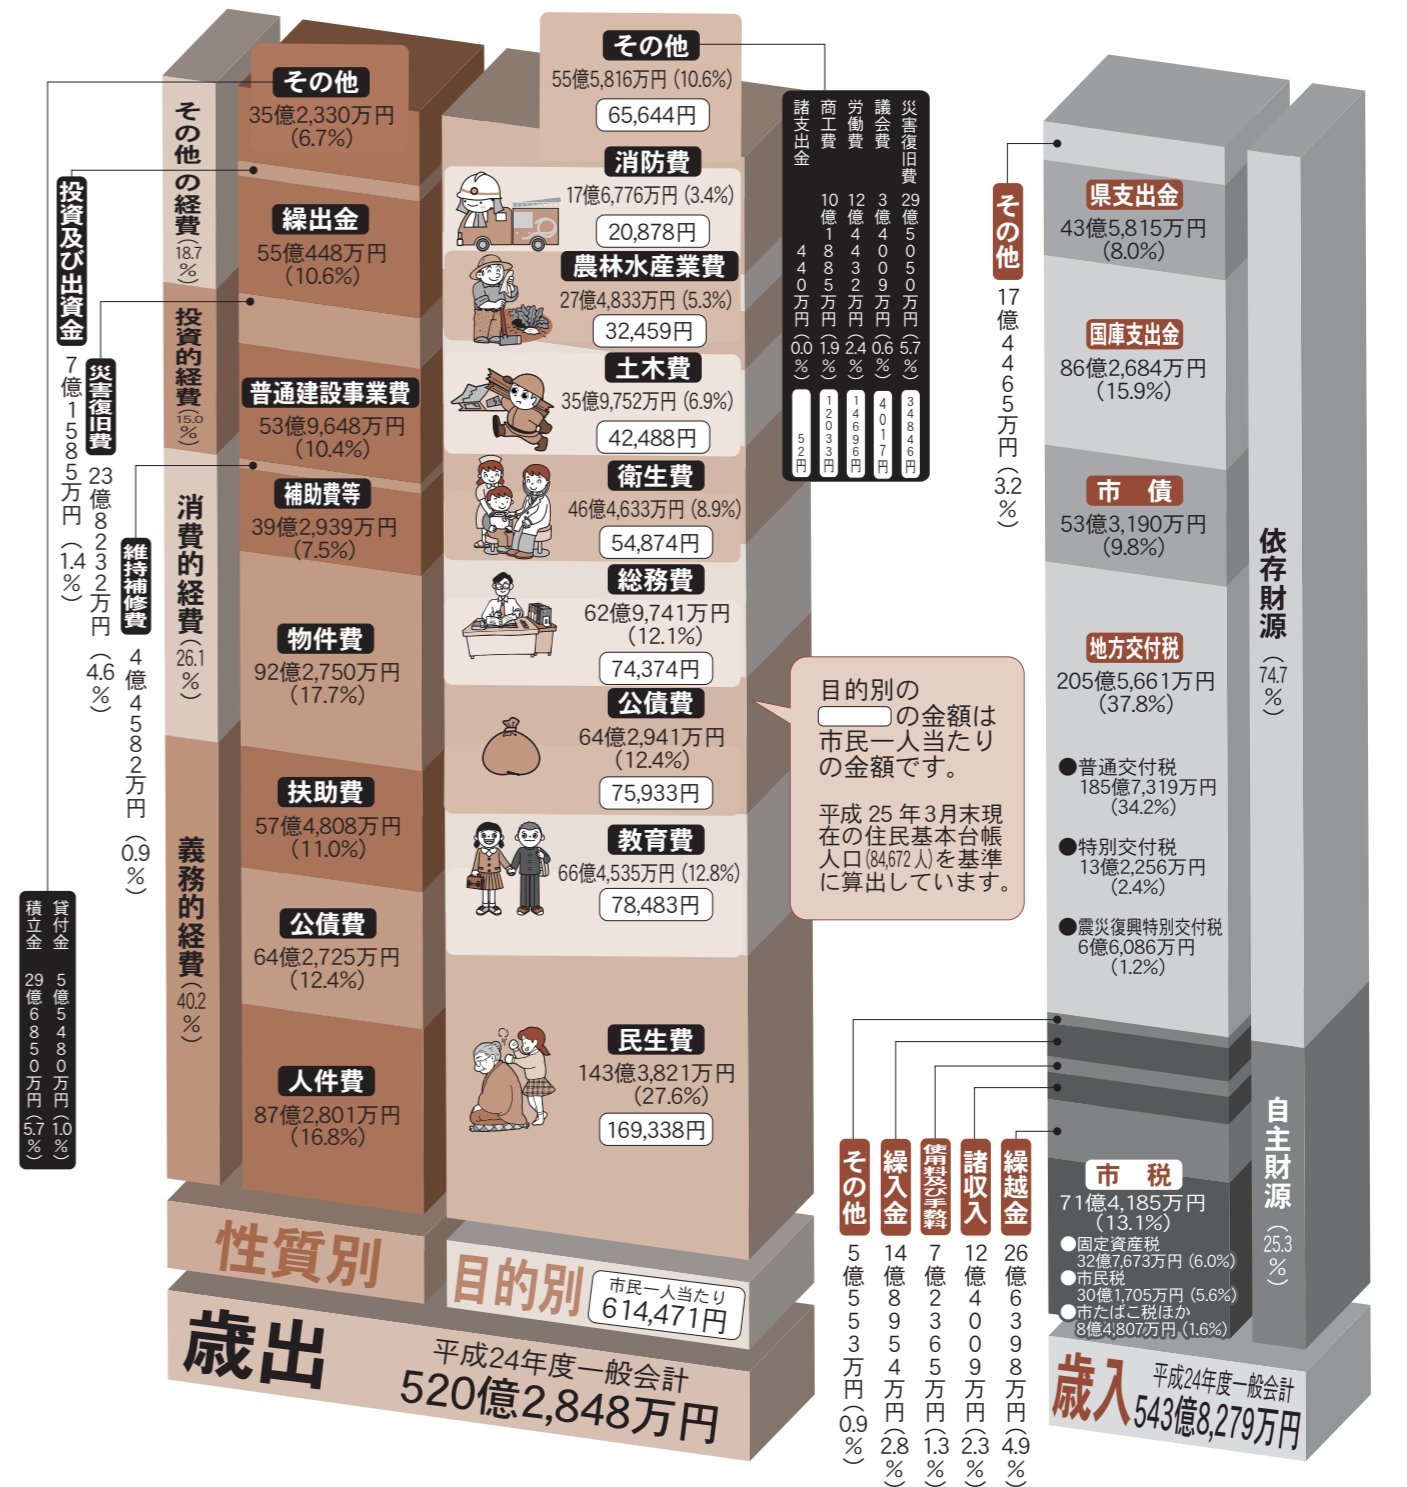 その他の経費(18.7%)
投資的経費(15.0%)
消費的経費(26.1%)
義務的経費(40.2%)
その他
35億2,330万円
(6.7%)
繰出金
55億448万円
(10.6%)
普通建設事業費
53億9,648万円
(10.4%)
補助費等
39億2,939万円
(7.5%)
物件費
92億2,750万円
(17.7%)
扶助費
57億4,808万円
(11.0%)
公債費
64億2,725万円
(12.4%)
人件費
87億2,801万円
(16.8%)
投資及び出資金 7億1585万円(1.4%)
災害復旧費 23億8232万円(4.6%)
維持補修費 4億4582万円(0.9%)
貸付金 5億5480万円(1.0%)
積立金 29億6850万円(5.7%)
その他
55億5,816万円(10.6%)
65,644円
消防費
17億6,776万円(3.4%)
20,878円
農林水産業費
27億4,833万円(5.3%)
32,459円
土木費
35億9,752万円(6.9%)
42,488円
衛生費
46億4,633万円(8.9%)
54,874円
総務費
62億9,741万円
(12.1%)
74,374円
公債費
64億2,941万円
(12.4%)
75,933円
教育費
66億4,535万円(12.8%)
78,483円
民生費
143億3,821万円
(27.6%)
169,338円
災害復旧費 29億5050万円(5.7%) 34846円
議会費 3億4009万円(0.6%) 4017円
労働費 12億4432万円(2.4%) 14696円
商工費 10億1885万円(1.9%) 12033円
諸支出金 440万円(0.0%) 52円
目的別の
の金額は
市民一人当たり
の金額です。
平成25年3月末現
在の住民基本台帳
人口(84,672人)を基準
に算出しています。
性質別
目的別
市民一人当たり
614,471円
歳出
平成24年度一般会計
520億2,848万円
その他 17億4465万円(3.2%)
県支出金
43億5,815万円
(8.0%)
国庫支出金
86億2,684万円
(15.9%)
市 債
53億3,190万円
(9.8%)
地方交付税
205億5,661万円
(37.8%)
●普通交付税
185億7,319万円
(34.2%)
●特別交付税
13億2,256万円
(2.4%)
●震災復興特別交付税
6億6,086万円
(1.2%)
依存財源(74.7%)
自主財源(25.3%)
繰越金 26億6398万円(4.9%)
諸収入 12億4009万円(2.3%)
使用料及び手数料 7億2365万円(1.3%)
繰入金 14億8954万円(2.8%)
その他 5億553万円(0.9%)
市 税
71億4,185万円
(13.1%)
●固定資産税
32億7,673万円(6.0%)
●市民税
30億1,705万円(5.6%)
●市たばこ税ほか
8億4,807万円(1.6%)
歳入
平成24年度一般会計
543億8,279万円